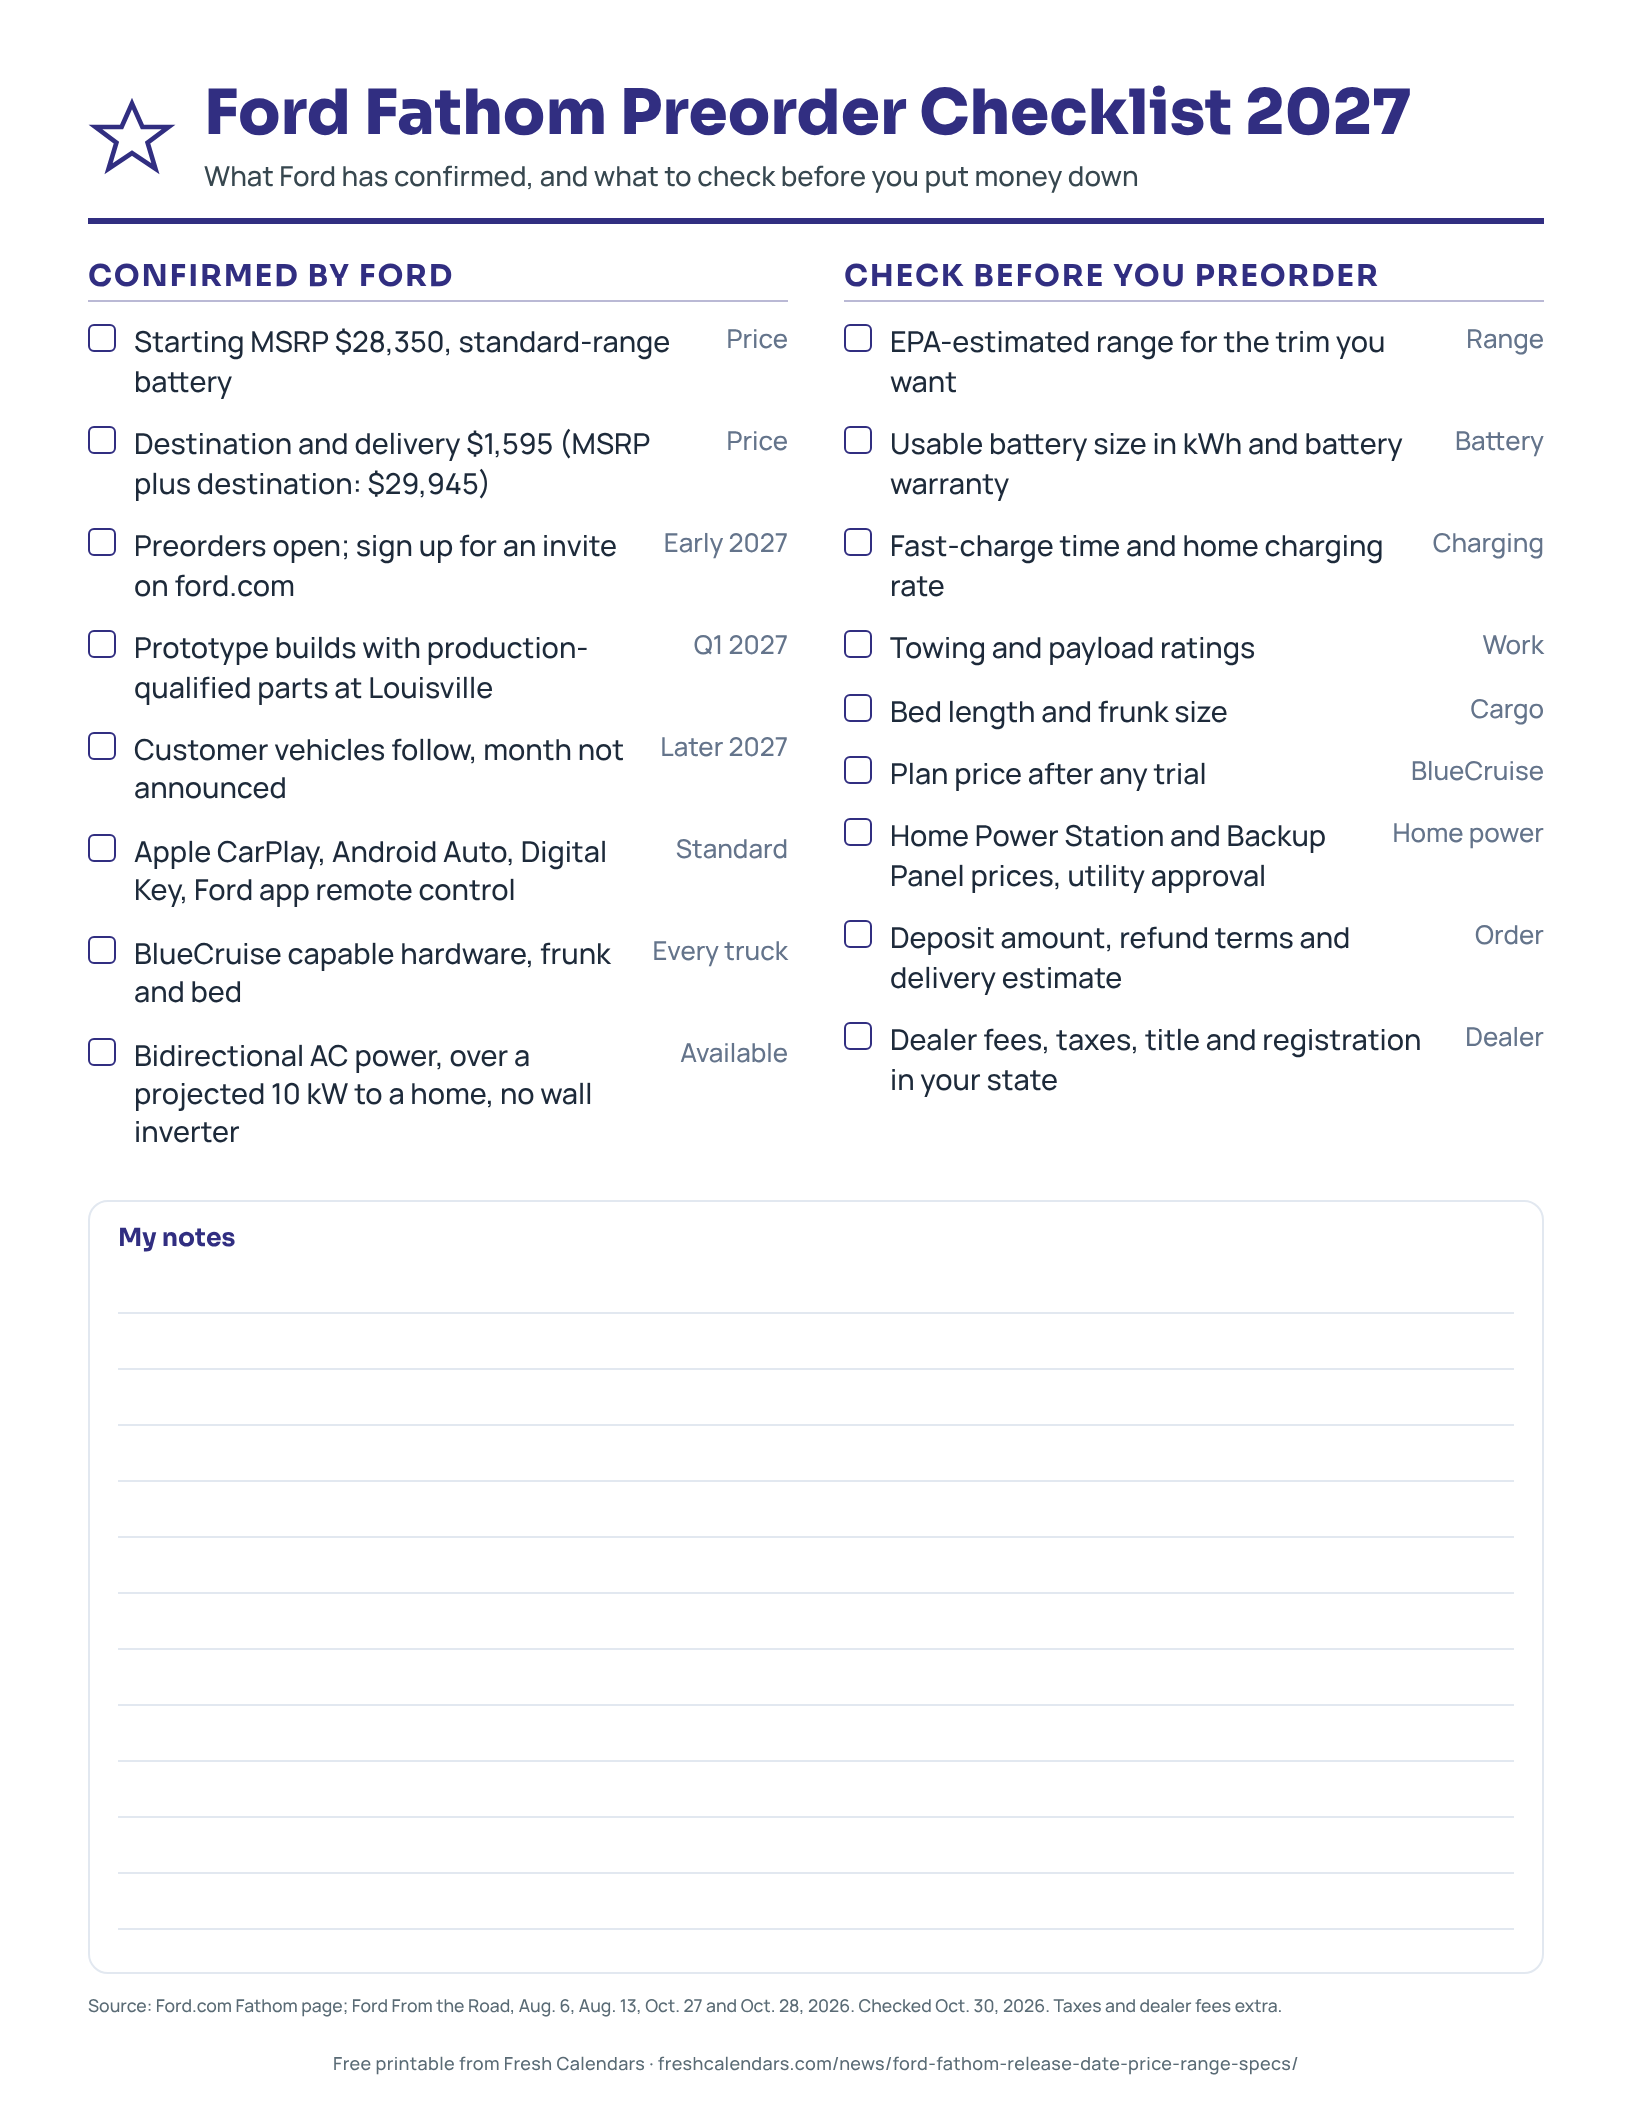 Ford Fathom Preorder Checklist 2027
What Ford has confirmed, and what to check before you put money down
CONFIRMED BY FORD
Starting MSRP $28,350, standard-range
battery
Price
Destination and delivery $1,595 (MSRP
plus destination: $29,945)
Price
Preorders open; sign up for an invite
on ford.com
Early 2027
Prototype builds with production-
qualified parts at Louisville
Q1 2027
Customer vehicles follow, month not
announced
Later 2027
Apple CarPlay, Android Auto, Digital
Key, Ford app remote control
Standard
BlueCruise capable hardware, frunk
and bed
Every truck
Bidirectional AC power, over a
projected 10 kW to a home, no wall
inverter
Available
CHECK BEFORE YOU PREORDER
EPA-estimated range for the trim you
want
Range
Usable battery size in kWh and battery
warranty
Battery
Fast-charge time and home charging
rate
Charging
Towing and payload ratings
Work
Bed length and frunk size
Cargo
Plan price after any trial
BlueCruise
Home Power Station and Backup
Panel prices, utility approval
Home power
Deposit amount, refund terms and
delivery estimate
Order
Dealer fees, taxes, title and registration
in your state
Dealer
My notes
Source: Ford.com Fathom page; Ford From the Road, Aug. 6, Aug. 13, Oct. 27 and Oct. 28, 2026. Checked Oct. 30, 2026. Taxes and dealer fees extra.
Free printable from Fresh Calendars · freshcalendars.com/news/ford-fathom-release-date-price-range-specs/